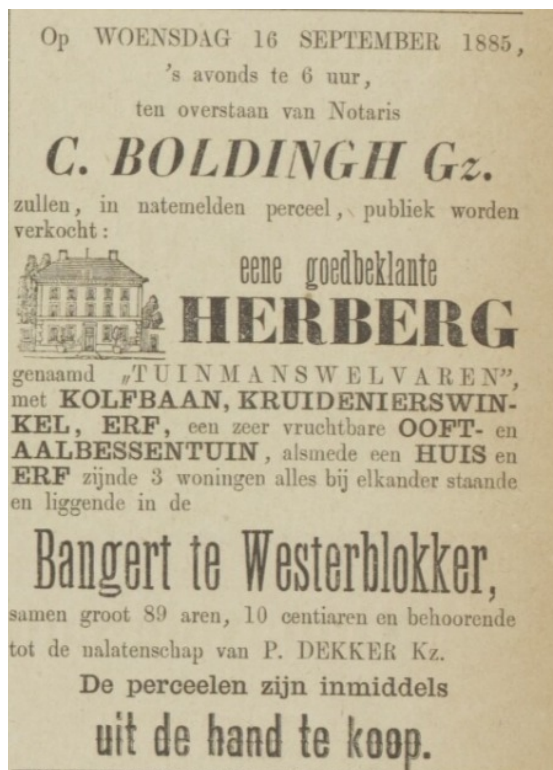 Op WOENSDAG 16 SEPTEMBER 1885,
's avonds te 6 uur,
ten overstaan van Notaris
C. BOLDINGH Gz.
zullen, in natemelden perceel, publiek worden
verkocht:
eene goedbeklante
HERBERG
genaamd „TUINMANSWELVAREN”,
met KOLFBAAN, KRUIDENIERSWIN-
KEL, ERF, een zeer vruchtbare OOFT- en
AALBESSENTUIN, alsmede een HUIS en
ERF zijnde 3 woningen alles bij elkander staande
en liggende in de
Bangert te Westerblokker,
samen groot 89 aren, 10 centiaren en behoorende
tot de nalatenschap van P. DEKKER Kz.
De perceelen zijn inmiddels
uit de hand te koop.